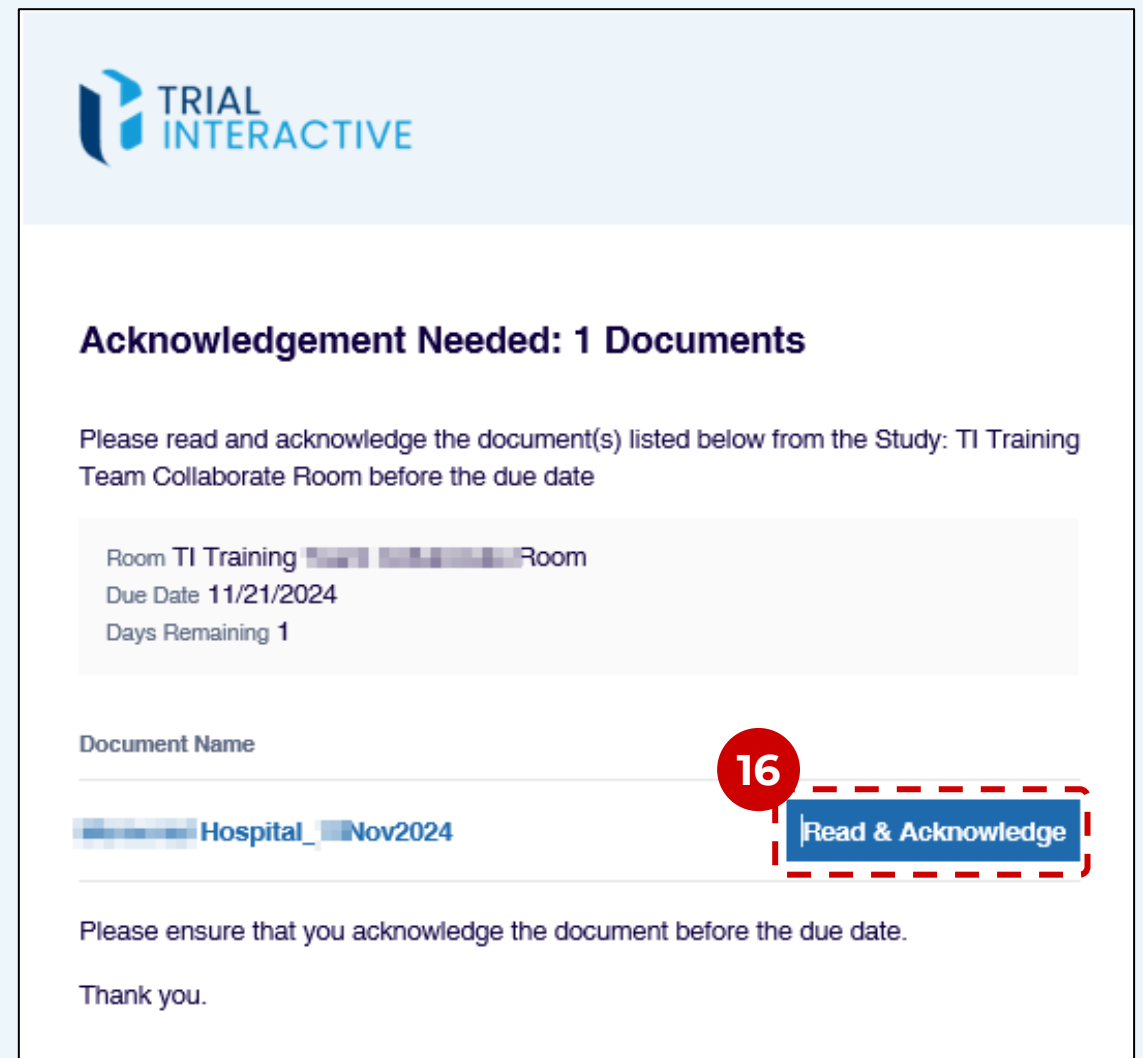 TRIAL
INTERACTIVE
Acknowledgement Needed: 1 Documents
Please read and acknowledge the document(s) listed below from the Study: TI Training
Team Collaborate Room before the due date
Room TI Training Room
Due Date 11/21/2024
Days Remaining 1
Document Name
16
Hospital_ Nov2024
Read & Acknowledge
Please ensure that you acknowledge the document before the due date.
Thank you.